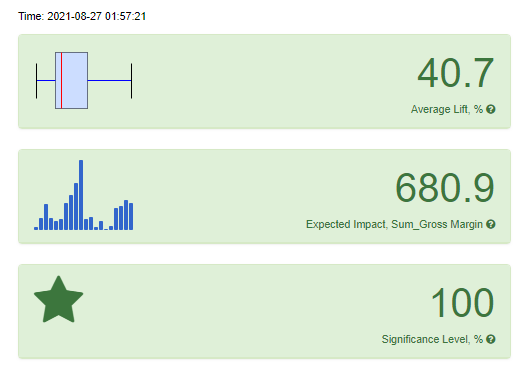 Time: 2021-08-27 01:57:21
40.7
Average Lift, %
680.9
Expected Impact, Sum_Gross Margin
100
Significance Level, %